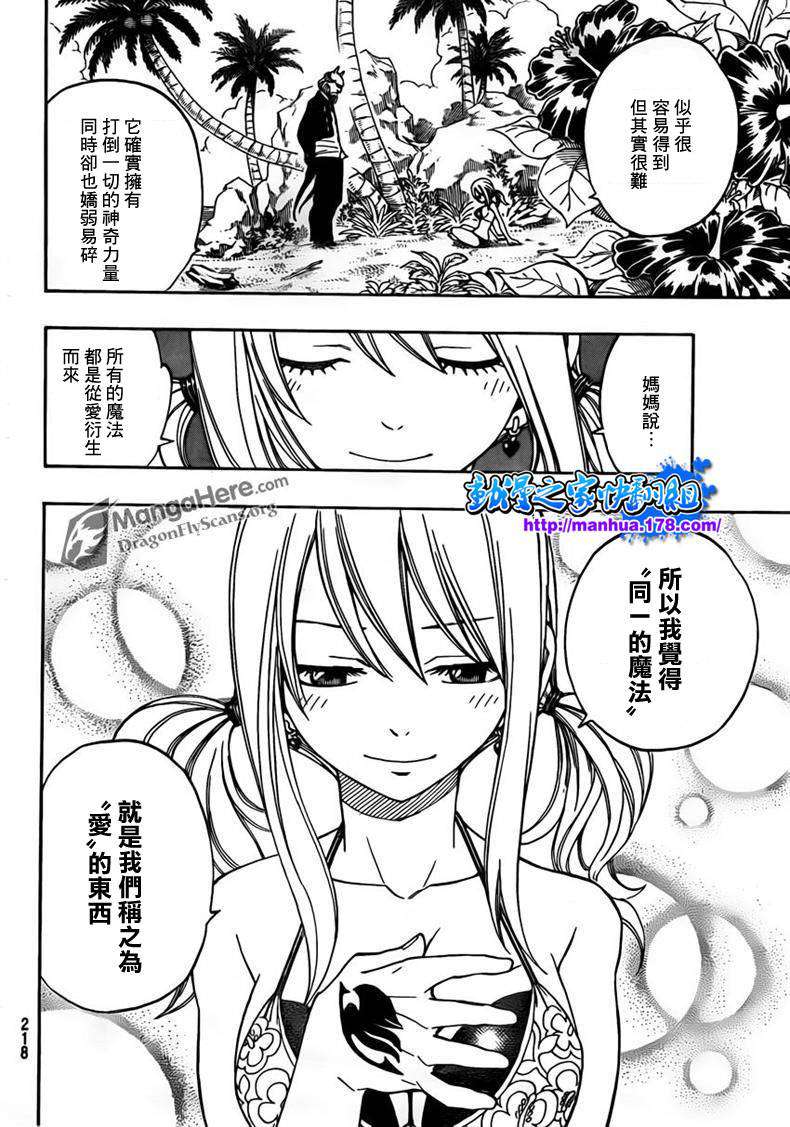 似乎很
容易得到
但其實很難
它確實擁有
打倒一切的神奇力量
同時卻也嬌弱易碎
媽媽說…
所有的魔法
都是從愛衍生
而來
MangaHere.com
DragonFlyScans.org
動漫之家快翻組
http://manhua.178.com/
所以我覺得
〝同一的魔法〞
就是我們稱之為
〝愛〞的東西
218